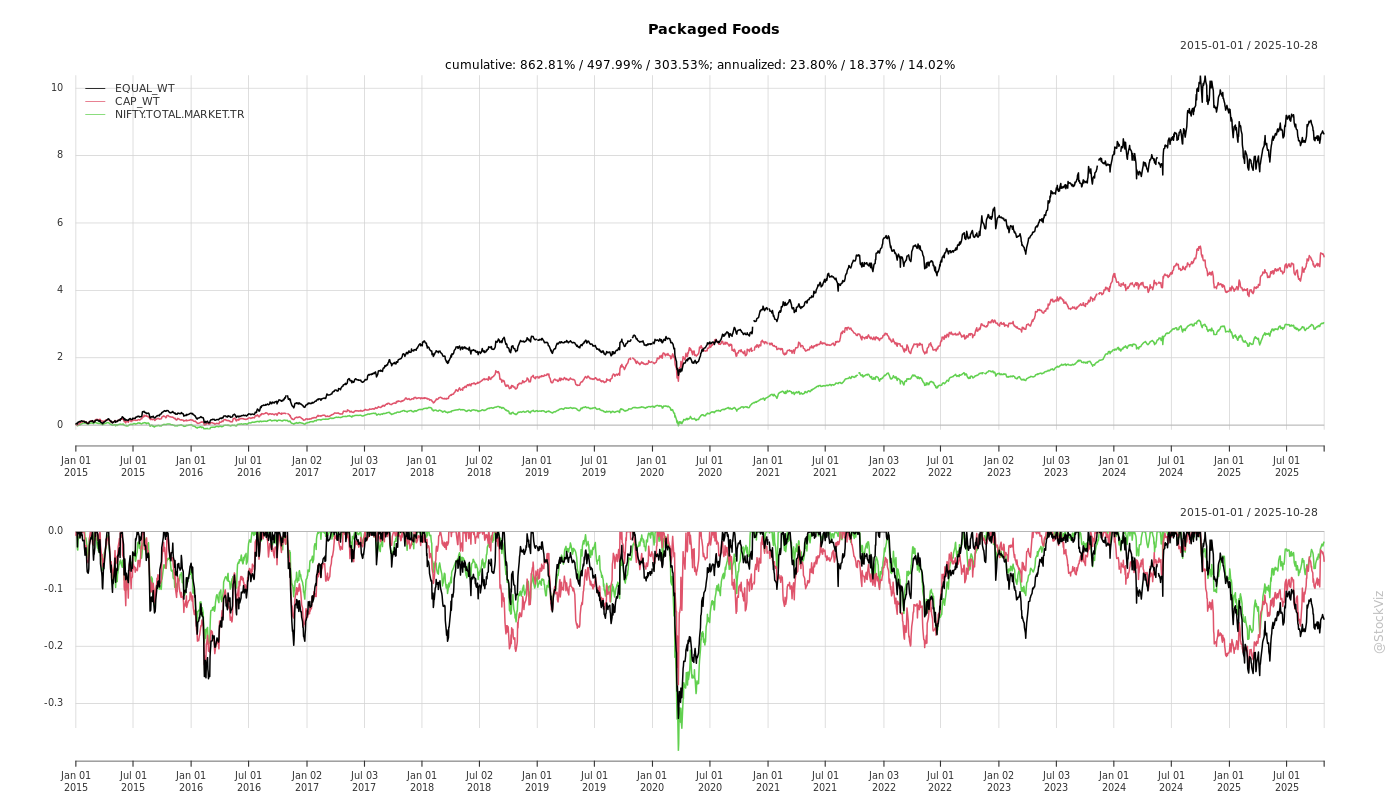 Packaged Foods
2015-01-01 / 2025-10-28
cumulative: 862.81% / 497.99% / 303.53%; annualized: 23.80% / 18.37% / 14.02%
EQUAL_WT
CAP_WT
NIFTY.TOTAL.MARKET.TR
10
8
6
4
2
0
Jan 01 Jul 01 Jan 01 Jul 01 Jan 02 Jul 03 Jan 01 Jul 02 Jan 01 Jul 01 Jan 01 Jul 01 Jan 01 Jul 01 Jan 03 Jul 01 Jan 02 Jul 03 Jan 01 Jul 01 Jan 01 Jul 01
2015 2015 2016 2016 2017 2017 2018 2018 2019 2019 2020 2020 2021 2021 2022 2022 2023 2023 2024 2024 2025 2025
2015-01-01 / 2025-10-28
0.0
-0.1
-0.2
-0.3
Jan 01 Jul 01 Jan 01 Jul 01 Jan 02 Jul 03 Jan 01 Jul 02 Jan 01 Jul 01 Jan 01 Jul 01 Jan 01 Jul 01 Jan 03 Jul 01 Jan 02 Jul 03 Jan 01 Jul 01 Jan 01 Jul 01
2015 2015 2016 2016 2017 2017 2018 2018 2019 2019 2020 2020 2021 2021 2022 2022 2023 2023 2024 2024 2025 2025
@StockViz